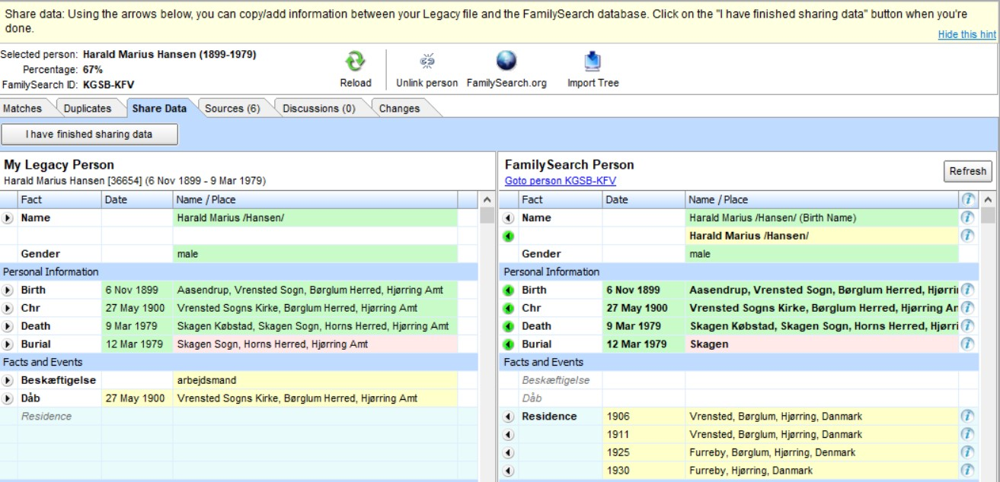 Share data: Using the arrows below, you can copy/add information between your Legacy file and the FamilySearch database. Click on the "I have finished sharing data" button when you're
done.
Hide this hint
Selected person: Harald Marius Hansen (1899-1979)
Percentage: 67%
FamilySearch ID: KGSB-KFV
Reload Unlink person FamilySearch.org Import Tree
Matches Duplicates Share Data Sources (6) Discussions (0) Changes
I have finished sharing data
My Legacy Person
Harald Marius Hansen [36654] (6 Nov 1899 - 9 Mar 1979)
Fact Date Name / Place
Name Harald Marius /Hansen/
Gender male
Personal Information
Birth 6 Nov 1899 Aasendrup, Vrensted Sogn, Børglum Herred, Hjørring Amt
Chr 27 May 1900 Vrensted Sogns Kirke, Børglum Herred, Hjørring Amt
Death 9 Mar 1979 Skagen Købstad, Skagen Sogn, Horns Herred, Hjørring Amt
Burial 12 Mar 1979 Skagen Sogn, Horns Herred, Hjørring Amt
Facts and Events
Beskæftigelse arbejdsmand
Dåb 27 May 1900 Vrensted Sogns Kirke, Børglum Herred, Hjørring Amt
Residence
FamilySearch Person
Goto person KGSB-KFV
Refresh
Fact Date Name / Place
Name Harald Marius /Hansen/ (Birth Name)
Harald Marius /Hansen/
Gender male
Personal Information
Birth 6 Nov 1899 Aasendrup, Vrensted Sogn, Børglum Herred, Hjørri
Chr 27 May 1900 Vrensted Sogns Kirke, Børglum Herred, Hjørring An
Death 9 Mar 1979 Skagen Købstad, Skagen Sogn, Horns Herred, Hjørri
Burial 12 Mar 1979 Skagen
Facts and Events
Beskæftigelse
Dåb
Residence 1906 Vrensted, Børglum, Hjørring, Danmark
1911 Vrensted, Børglum, Hjørring, Danmark
1925 Furreby, Børglum, Hjørring, Denmark
1930 Furreby, Hjørring, Danmark